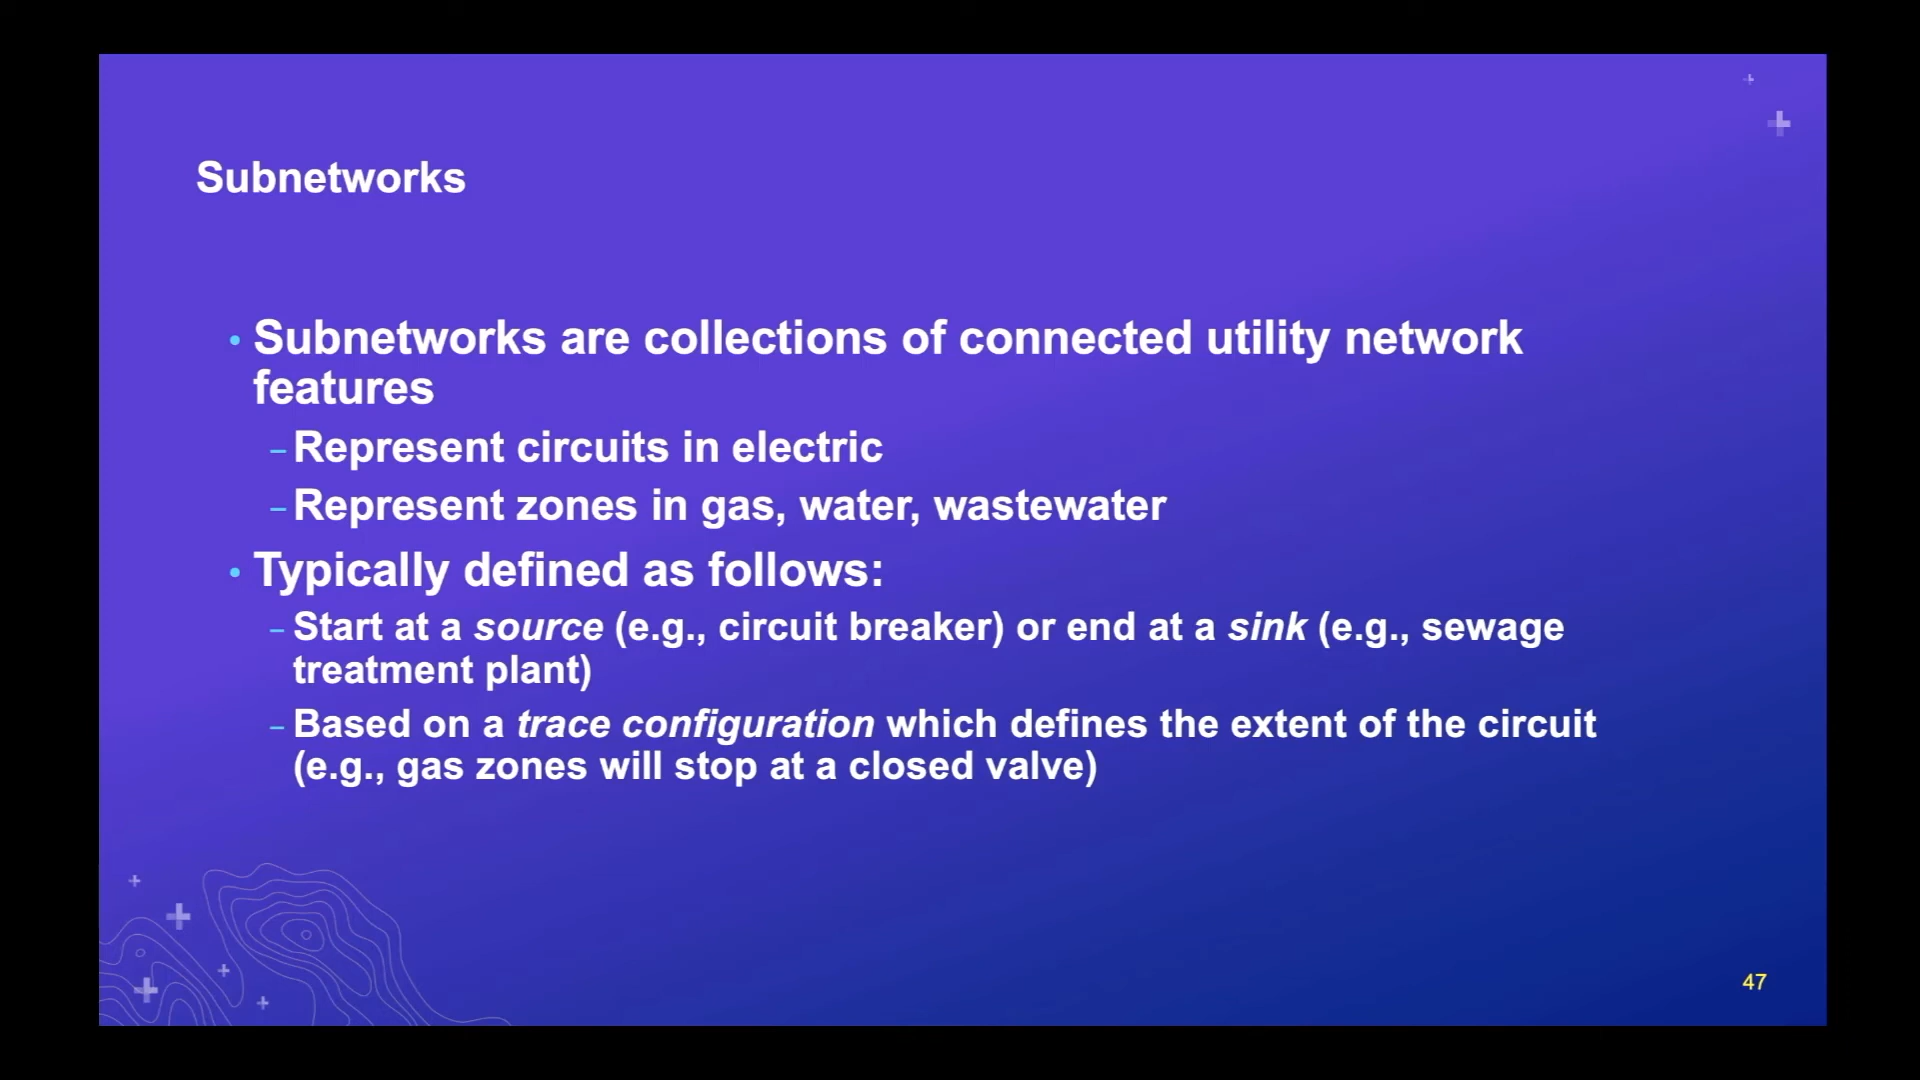 Subnetworks
• Subnetworks are collections of connected utility network
features
– Represent circuits in electric
– Represent zones in gas, water, wastewater
• Typically defined as follows:
– Start at a source (e.g., circuit breaker) or end at a sink (e.g., sewage
treatment plant)
– Based on a trace configuration which defines the extent of the circuit
(e.g., gas zones will stop at a closed valve)
47